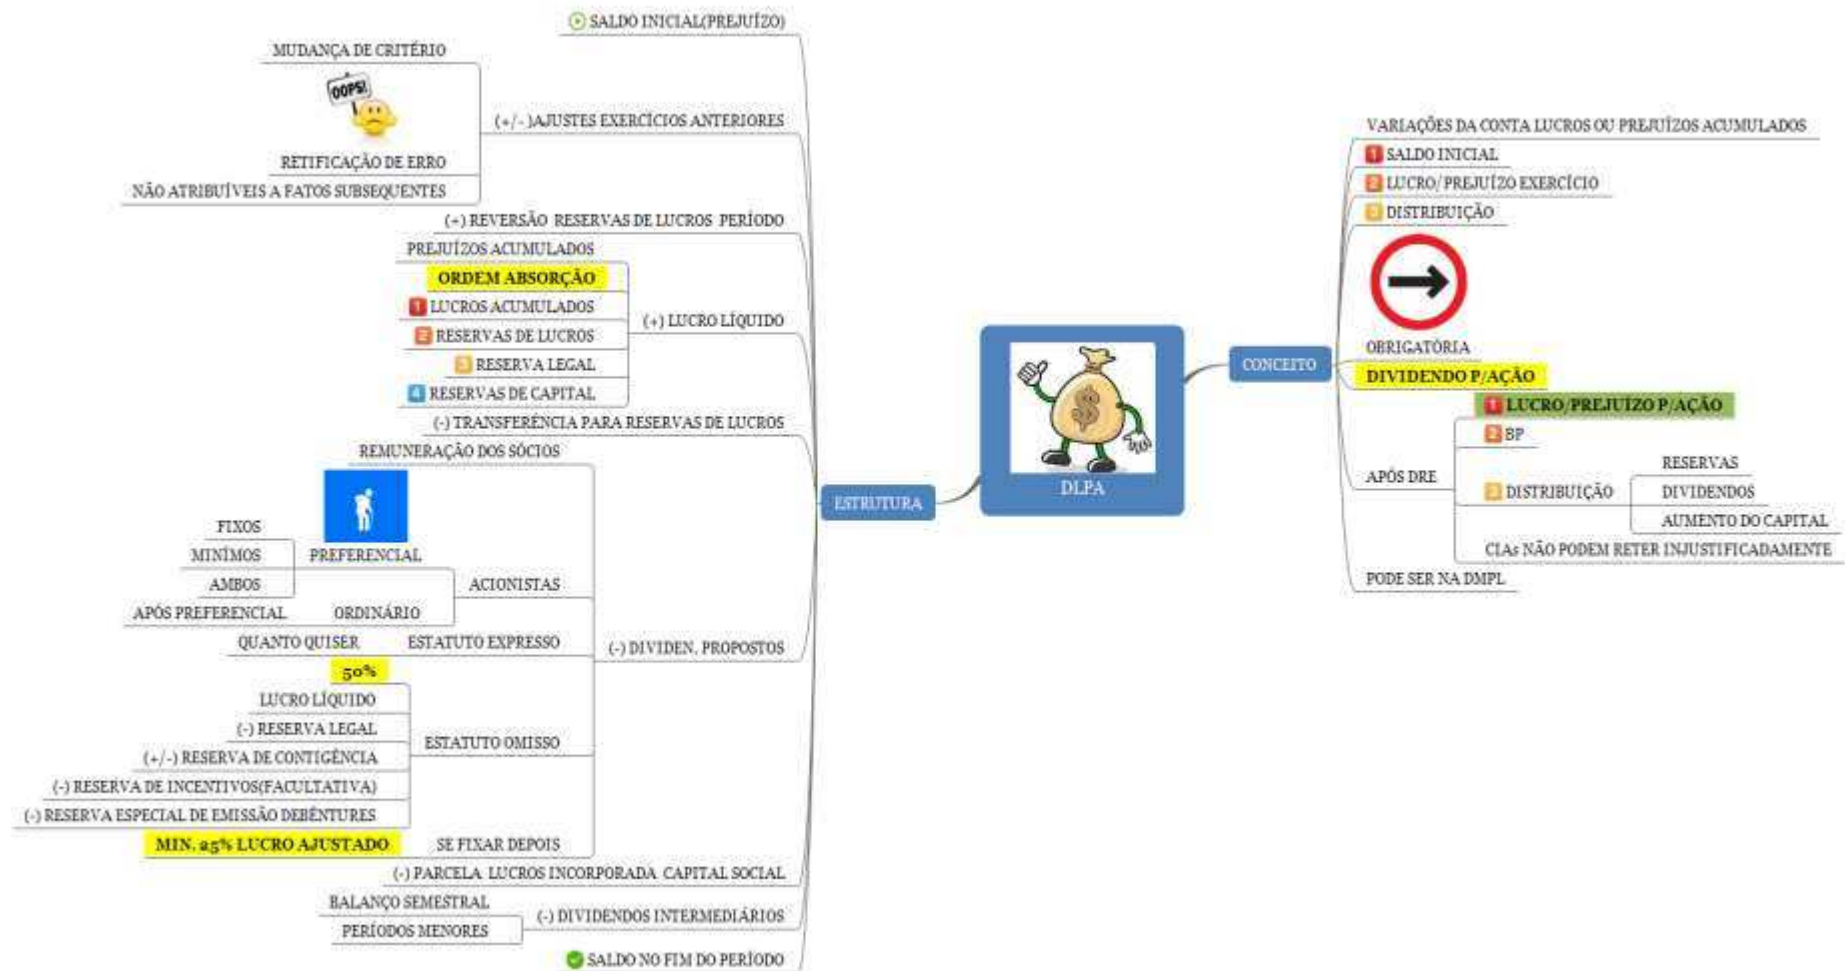 SALDO INICIAL(PREJUÍZO)
MUDANÇA DE CRITÉRIO
OOPS!
(+/- )AJUSTES EXERCÍCIOS ANTERIORES
RETIFICAÇÃO DE ERRO
NÃO ATRIBUÍVEIS A FATOS SUBSEQUENTES
(+) REVERSÃO RESERVAS DE LUCROS PERÍODO
PREJUÍZOS ACUMULADOS
ORDEM ABSORÇÃO
1 LUCROS ACUMULADOS
2 RESERVAS DE LUCROS
3 RESERVA LEGAL
4 RESERVAS DE CAPITAL
(+) LUCRO LÍQUIDO
(-) TRANSFERÊNCIA PARA RESERVAS DE LUCROS
REMUNERAÇÃO DOS SÓCIOS
FIXOS
MINÍMOS
AMBOS
PREFERENCIAL
APÓS PREFERENCIAL
ORDINÁRIO
ACIONISTAS
QUANTO QUISER
ESTATUTO EXPRESSO
(-) DIVIDEN. PROPOSTOS
50%
LUCRO LÍQUIDO
(-) RESERVA LEGAL
(+/-) RESERVA DE CONTIGÊNCIA
(-) RESERVA DE INCENTIVOS(FACULTATIVA)
(-) RESERVA ESPECIAL DE EMISSÃO DEBÊNTURES
ESTATUTO OMISSO
MIN. 25% LUCRO AJUSTADO
SE FIXAR DEPOIS
(-) PARCELA LUCROS INCORPORADA CAPITAL SOCIAL
BALANÇO SEMESTRAL
PERÍODOS MENORES
(-) DIVIDENDOS INTERMEDIÁRIOS
SALDO NO FIM DO PERÍODO
ESTRUTURA
$
DLPA
CONCEITO
VARIAÇÕES DA CONTA LUCROS OU PREJUÍZOS ACUMULADOS
1 SALDO INICIAL
2 LUCRO/PREJUÍZO EXERCÍCIO
3 DISTRIBUIÇÃO
OBRIGATÓRIA
DIVIDENDO P/AÇÃO
APÓS DRE
1 LUCRO/PREJUÍZO P/AÇÃO
2 BP
3 DISTRIBUIÇÃO
RESERVAS
DIVIDENDOS
AUMENTO DO CAPITAL
CIAs NÃO PODEM RETER INJUSTIFICADAMENTE
PODE SER NA DMPL